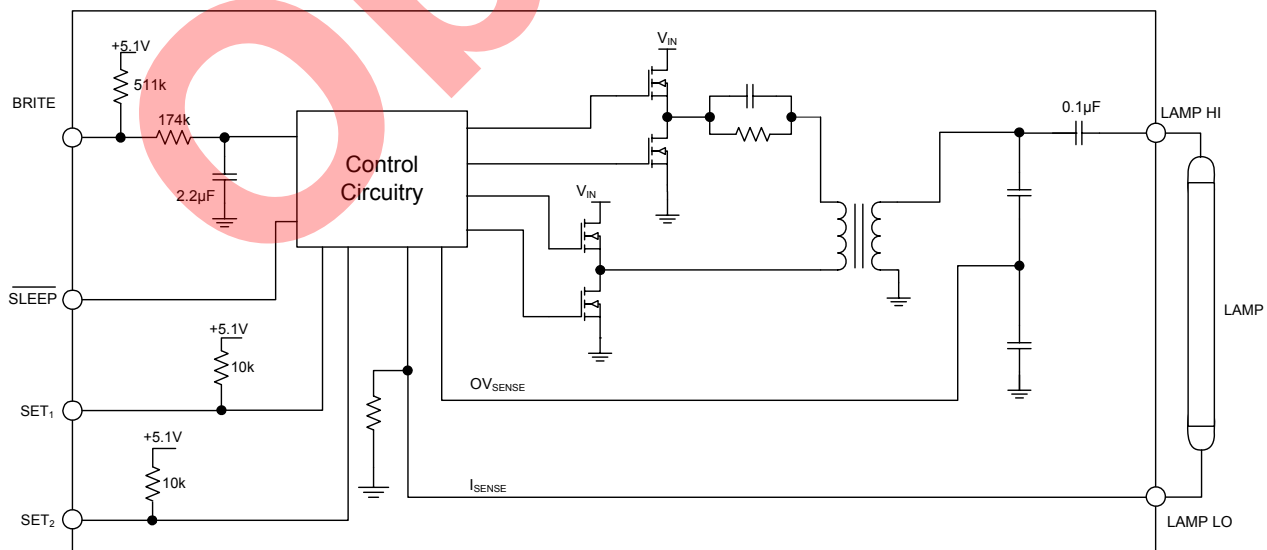 +5.1V
511k
BRITE
174k
2.2µF
Control
Circuitry
V_IN
V_IN
0.1µF
LAMP HI
SLEEP
LAMP
+5.1V
10k
SET₁
OV_SENSE
+5.1V
10k
SET₂
I_SENSE
LAMP LO